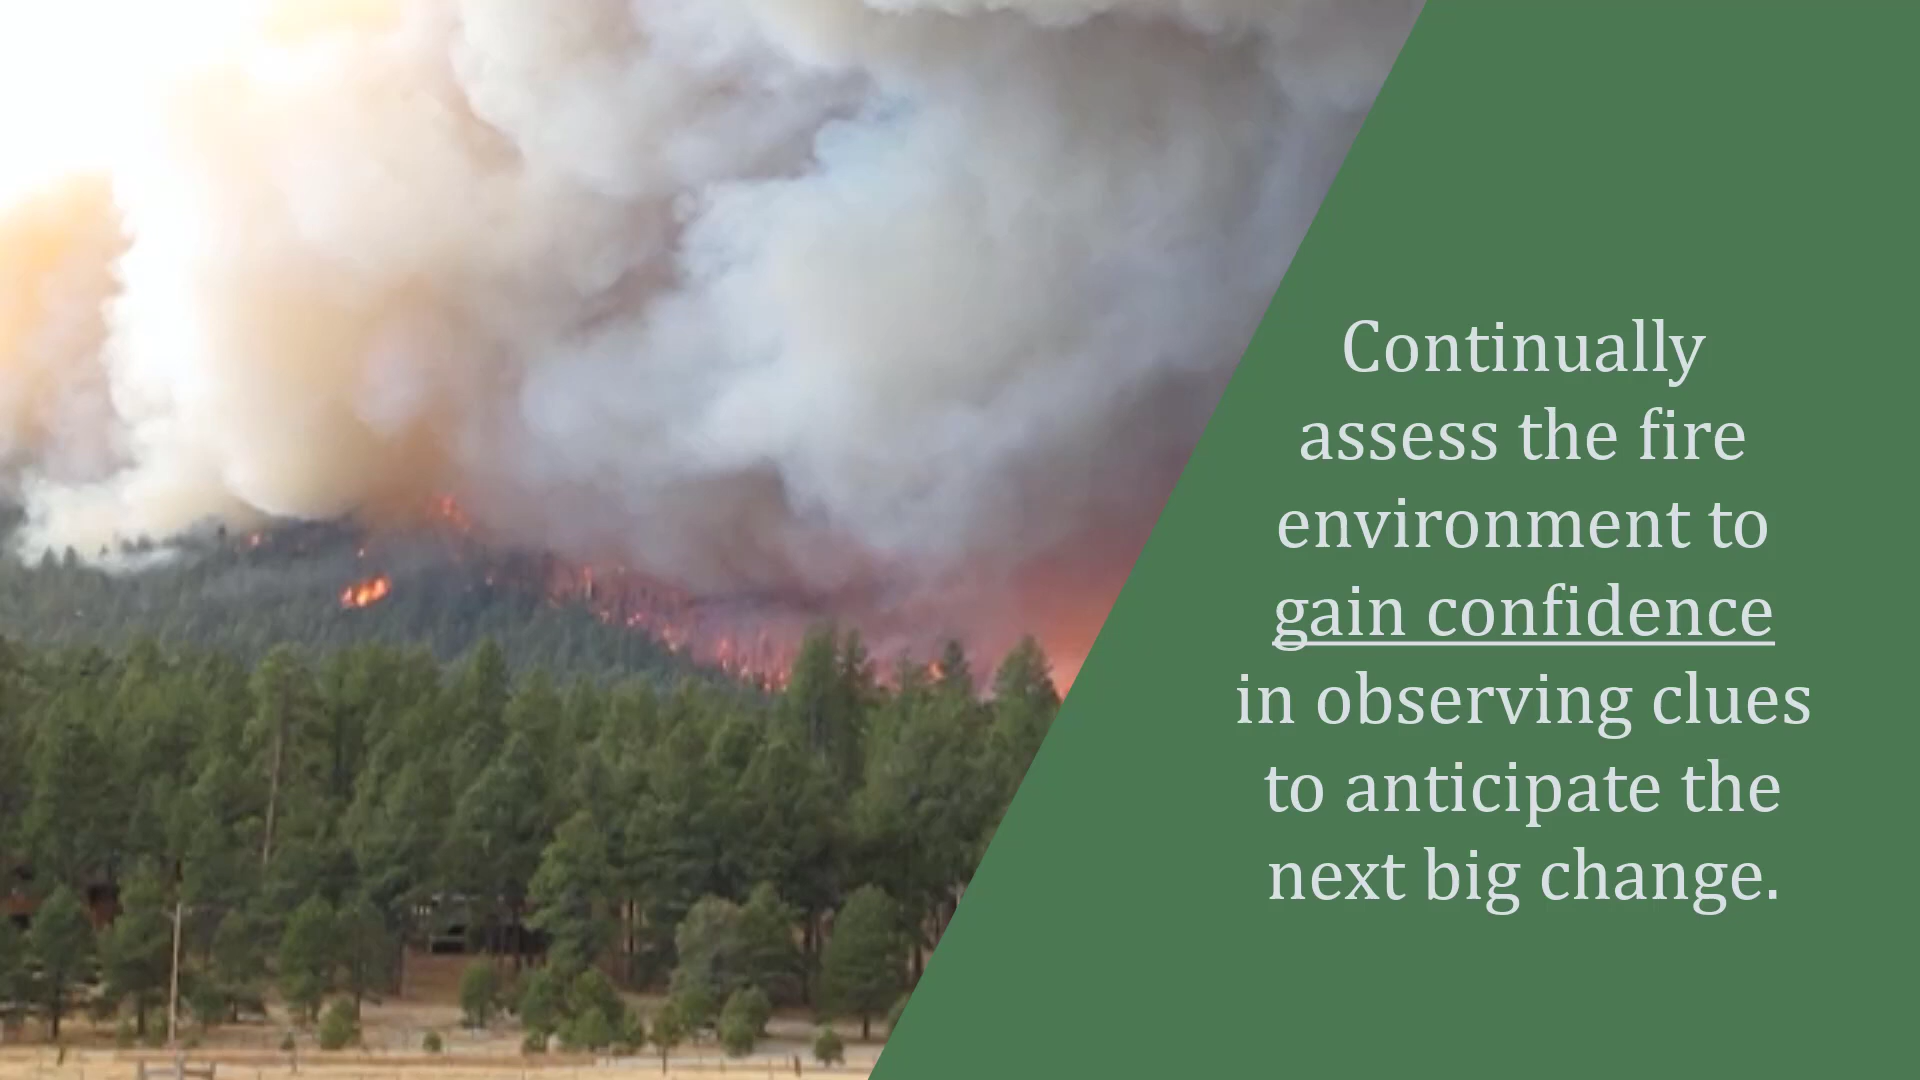 Continually
assess the fire
environment to
gain confidence
in observing clues
to anticipate the
next big change.